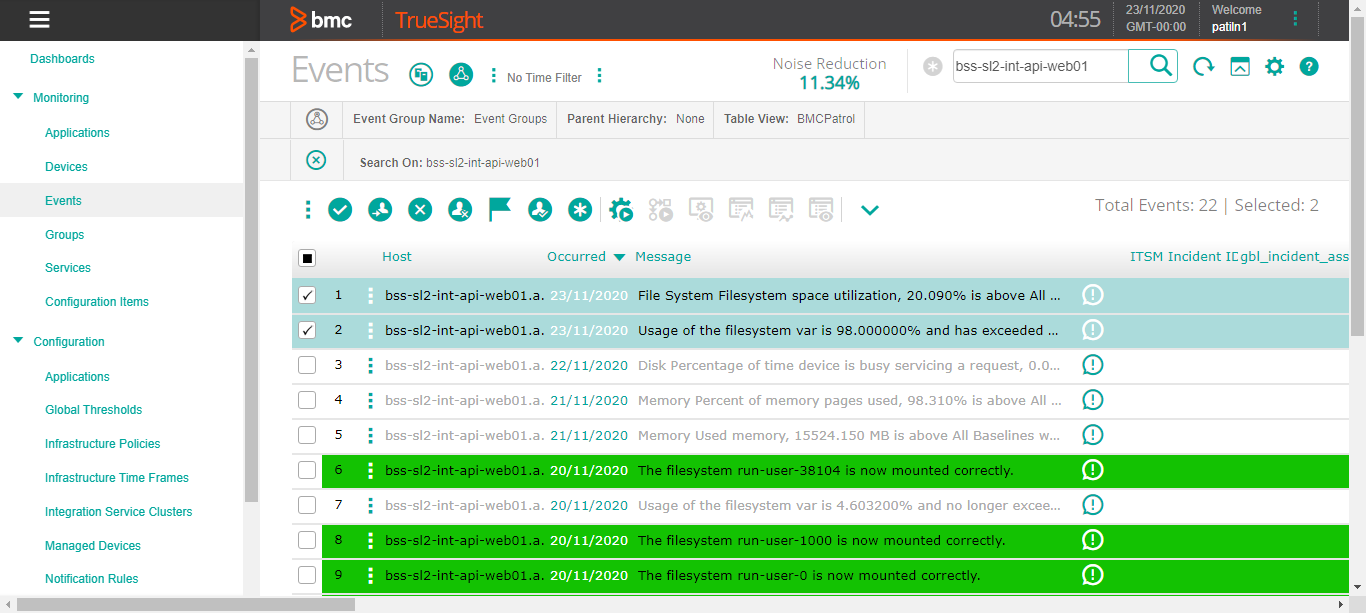 bmc TrueSight 04:55 23/11/2020 GMT-00:00 Welcome patiln1
Dashboards
Monitoring
Applications
Devices
Events
Groups
Services
Configuration Items
Configuration
Applications
Global Thresholds
Infrastructure Policies
Infrastructure Time Frames
Integration Service Clusters
Managed Devices
Notification Rules
Events No Time Filter Noise Reduction 11.34% bss-sl2-int-api-web01
Event Group Name: Event Groups Parent Hierarchy: None Table View: BMCPatrol
Search On: bss-sl2-int-api-web01
Total Events: 22 | Selected: 2
Host Occurred Message ITSM Incident ID gbl_incident_ass
1 bss-sl2-int-api-web01.a. 23/11/2020 File System Filesystem space utilization, 20.090% is above All ...
2 bss-sl2-int-api-web01.a. 23/11/2020 Usage of the filesystem var is 98.000000% and has exceeded ...
3 bss-sl2-int-api-web01.a. 22/11/2020 Disk Percentage of time device is busy servicing a request, 0.0...
4 bss-sl2-int-api-web01.a. 21/11/2020 Memory Percent of memory pages used, 98.310% is above All ...
5 bss-sl2-int-api-web01.a. 21/11/2020 Memory Used memory, 15524.150 MB is above All Baselines w...
6 bss-sl2-int-api-web01.a. 20/11/2020 The filesystem run-user-38104 is now mounted correctly.
7 bss-sl2-int-api-web01.a. 20/11/2020 Usage of the filesystem var is 4.603200% and no longer excee...
8 bss-sl2-int-api-web01.a. 20/11/2020 The filesystem run-user-1000 is now mounted correctly.
9 bss-sl2-int-api-web01.a. 20/11/2020 The filesystem run-user-0 is now mounted correctly.